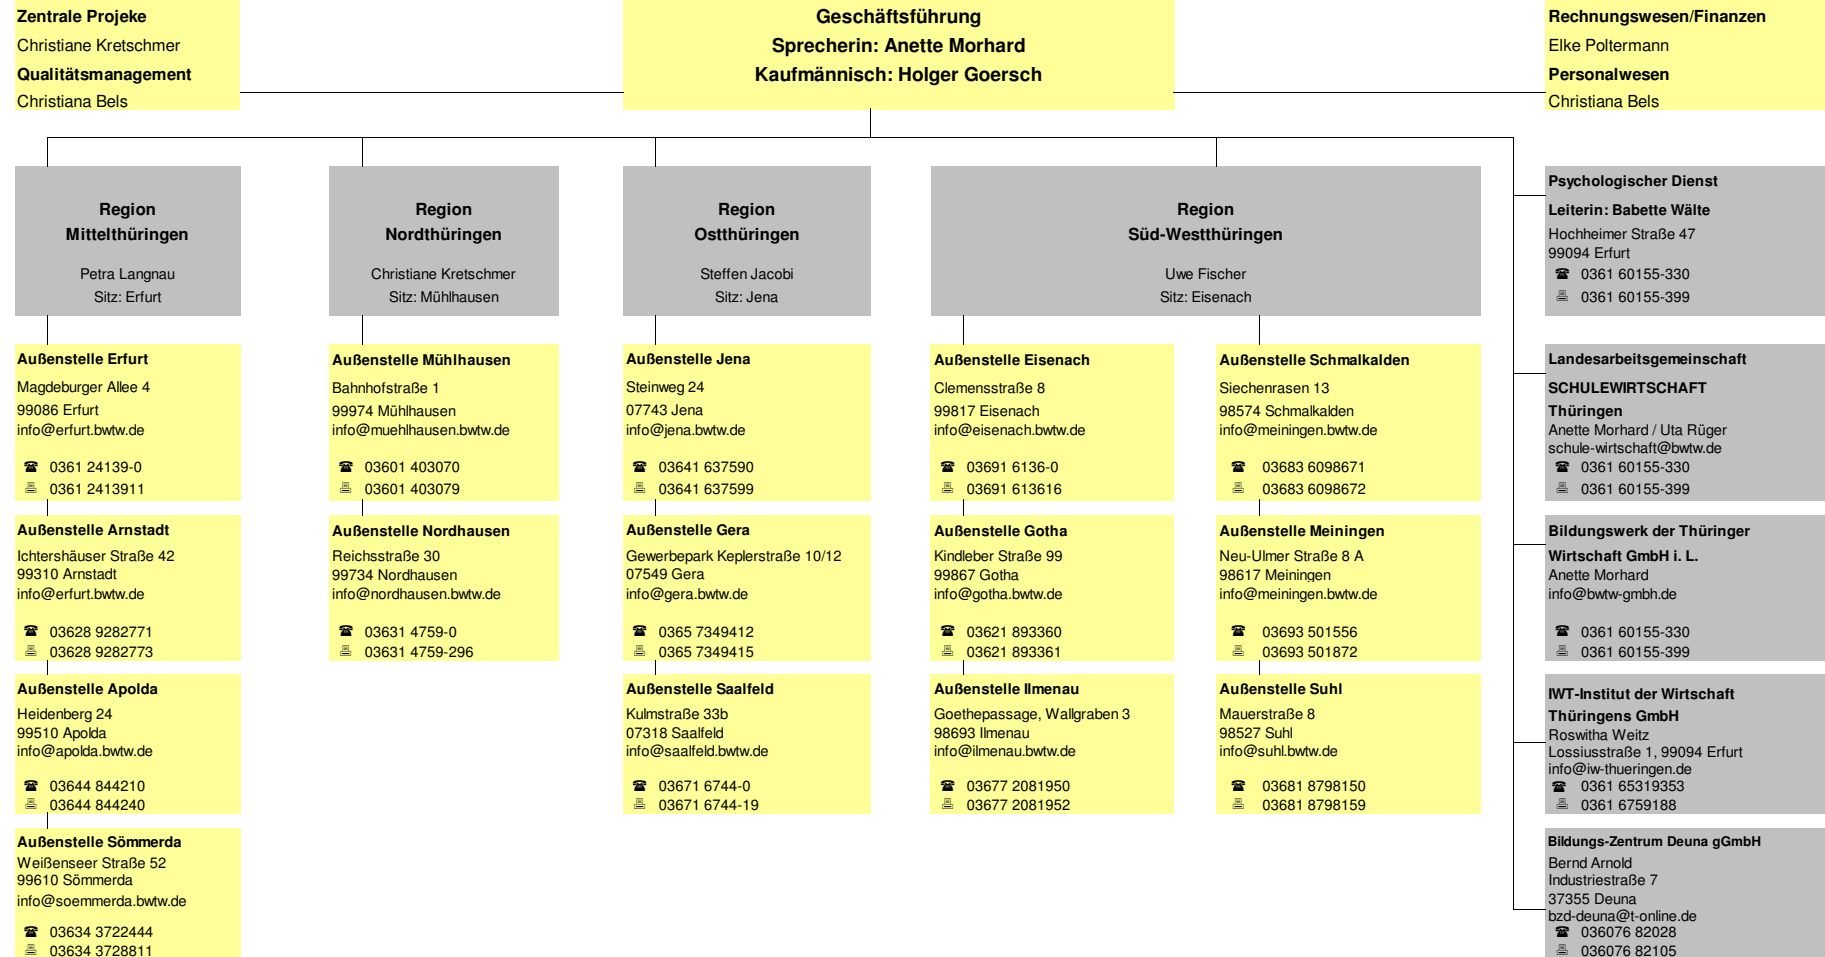 Zentrale Projeke
Christiane Kretschmer
Qualitätsmanagement
Christiana Bels
Geschäftsführung
Sprecherin: Anette Morhard
Kaufmännisch: Holger Goersch
Rechnungswesen/Finanzen
Elke Poltermann
Personalwesen
Christiana Bels
Region
Mittelthüringen
Petra Langnau
Sitz: Erfurt
Region
Nordthüringen
Christiane Kretschmer
Sitz: Mühlhausen
Region
Ostthüringen
Steffen Jacobi
Sitz: Jena
Region
Süd-Westthüringen
Uwe Fischer
Sitz: Eisenach
Psychologischer Dienst
Leiterin: Babette Wälte
Hochheimer Straße 47
99094 Erfurt
☎ 0361 60155-330
🖷 0361 60155-399
Außenstelle Erfurt
Magdeburger Allee 4
99086 Erfurt
info@erfurt.bwtw.de
☎ 0361 24139-0
🖷 0361 2413911
Außenstelle Mühlhausen
Bahnhofstraße 1
99974 Mühlhausen
info@muehlhausen.bwtw.de
☎ 03601 403070
🖷 03601 403079
Außenstelle Jena
Steinweg 24
07743 Jena
info@jena.bwtw.de
☎ 03641 637590
🖷 03641 637599
Außenstelle Eisenach
Clemensstraße 8
99817 Eisenach
info@eisenach.bwtw.de
☎ 03691 6136-0
🖷 03691 613616
Außenstelle Schmalkalden
Siechenrasen 13
98574 Schmalkalden
info@meiningen.bwtw.de
☎ 03683 6098671
🖷 03683 6098672
Landesarbeitsgemeinschaft
SCHULEWIRTSCHAFT
Thüringen
Anette Morhard / Uta Rüger
schule-wirtschaft@bwtw.de
☎ 0361 60155-330
🖷 0361 60155-399
Außenstelle Arnstadt
Ichtershäuser Straße 42
99310 Arnstadt
info@erfurt.bwtw.de
☎ 03628 9282771
🖷 03628 9282773
Außenstelle Nordhausen
Reichsstraße 30
99734 Nordhausen
info@nordhausen.bwtw.de
☎ 03631 4759-0
🖷 03631 4759-296
Außenstelle Gera
Gewerbepark Keplerstraße 10/12
07549 Gera
info@gera.bwtw.de
☎ 0365 7349412
🖷 0365 7349415
Außenstelle Gotha
Kindleber Straße 99
99867 Gotha
info@gotha.bwtw.de
☎ 03621 893360
🖷 03621 893361
Außenstelle Meiningen
Neu-Ulmer Straße 8 A
98617 Meiningen
info@meiningen.bwtw.de
☎ 03693 501556
🖷 03693 501872
Bildungswerk der Thüringer
Wirtschaft GmbH i. L.
Anette Morhard
info@bwtw-gmbh.de
☎ 0361 60155-330
🖷 0361 60155-399
Außenstelle Apolda
Heidenberg 24
99510 Apolda
info@apolda.bwtw.de
☎ 03644 844210
🖷 03644 844240
Außenstelle Saalfeld
Kulmstraße 33b
07318 Saalfeld
info@saalfeld.bwtw.de
☎ 03671 6744-0
🖷 03671 6744-19
Außenstelle Ilmenau
Goethepassage, Wallgraben 3
98693 Ilmenau
info@ilmenau.bwtw.de
☎ 03677 2081950
🖷 03677 2081952
Außenstelle Suhl
Mauerstraße 8
98527 Suhl
info@suhl.bwtw.de
☎ 03681 8798150
🖷 03681 8798159
IWT-Institut der Wirtschaft
Thüringens GmbH
Roswitha Weitz
Lossiusstraße 1, 99094 Erfurt
info@iw-thueringen.de
☎ 0361 65319353
🖷 0361 6759188
Außenstelle Sömmerda
Weißenseer Straße 52
99610 Sömmerda
info@soemmerda.bwtw.de
☎ 03634 3722444
🖷 03634 3728811
Bildungs-Zentrum Deuna gGmbH
Bernd Arnold
Industriestraße 7
37355 Deuna
bzd-deuna@t-online.de
☎ 036076 82028
🖷 036076 82105